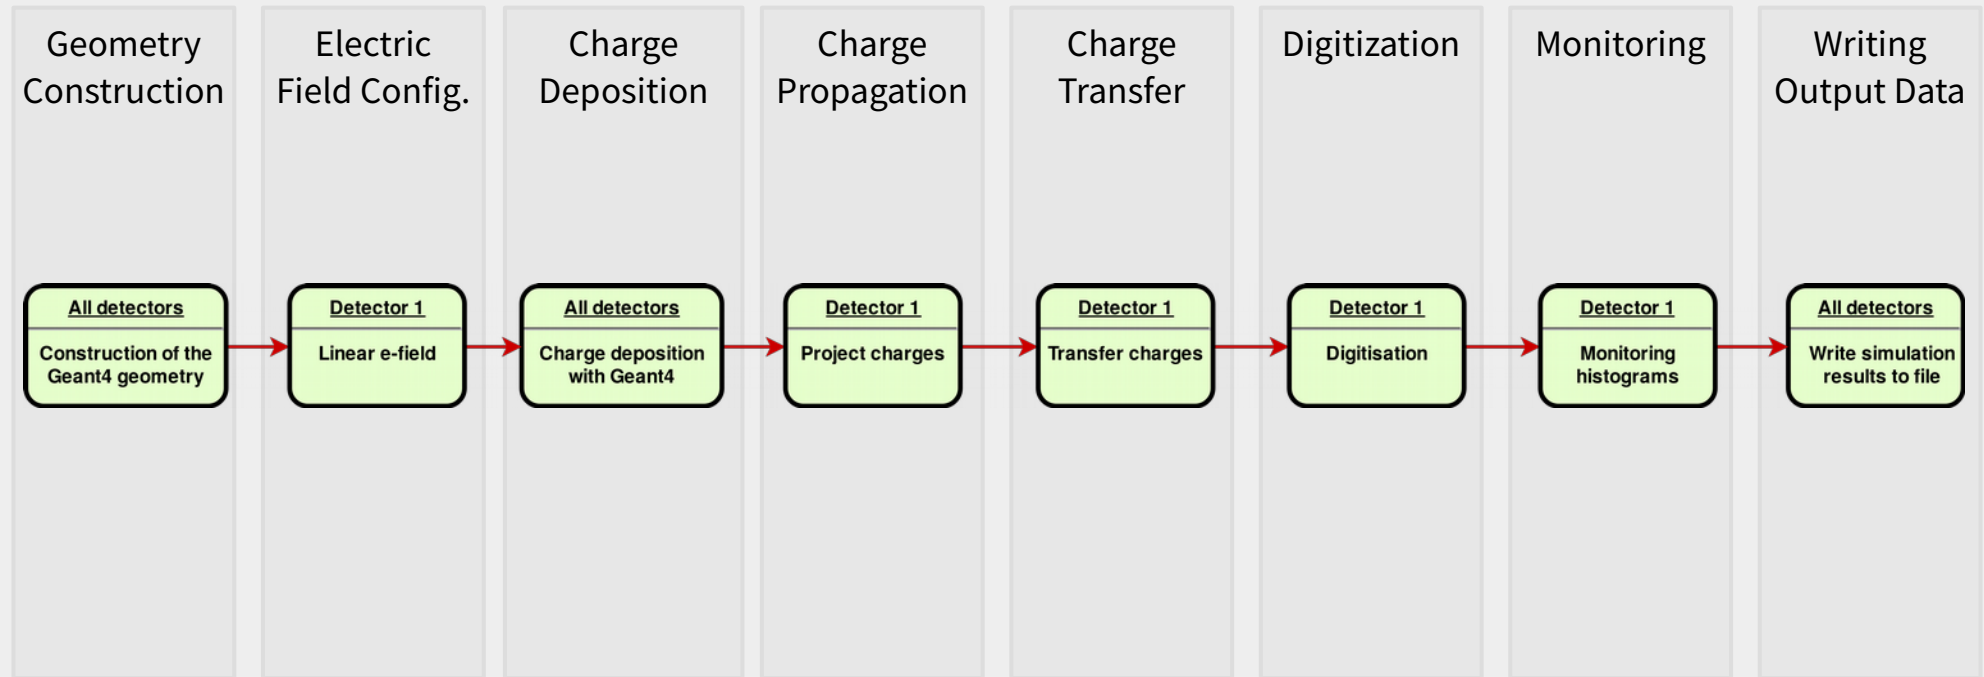 Geometry
Construction
Electric
Field Config.
Charge
Deposition
Charge
Propagation
Charge
Transfer
Digitization
Monitoring
Writing
Output Data
All detectors
Construction of the
Geant4 geometry
Detector 1
Linear e-field
All detectors
Charge deposition
with Geant4
Detector 1
Project charges
Detector 1
Transfer charges
Detector 1
Digitisation
Detector 1
Monitoring
histograms
All detectors
Write simulation
results to file